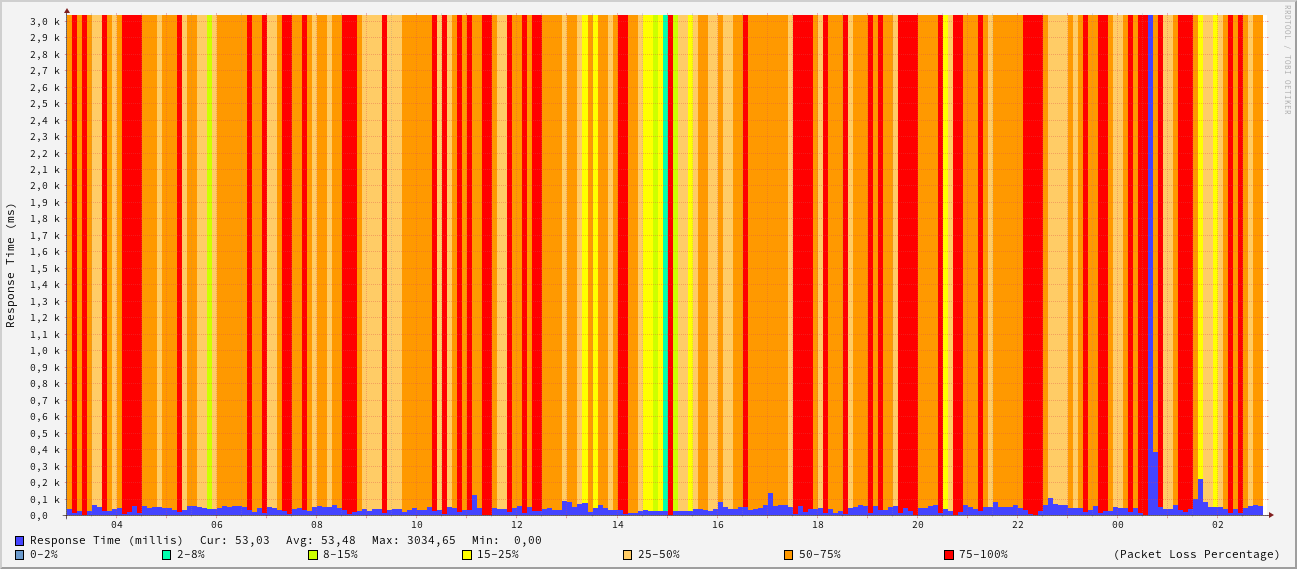 RRDTOOL / TOBI OETIKER
3,0 k
2,9 k
2,8 k
2,7 k
2,6 k
2,5 k
2,4 k
2,3 k
2,2 k
2,1 k
2,0 k
1,9 k
1,8 k
1,7 k
1,6 k
1,5 k
1,4 k
1,3 k
1,2 k
1,1 k
1,0 k
0,9 k
0,8 k
0,7 k
0,6 k
0,5 k
0,4 k
0,3 k
0,2 k
0,1 k
0,0
Response Time (ms)
04 06 08 10 12 14 16 18 20 22 00 02
Response Time (millis) Cur: 53,03 Avg: 53,48 Max: 3034,65 Min: 0,00
0-2% 2-8% 8-15% 15-25% 25-50% 50-75% 75-100% (Packet Loss Percentage)